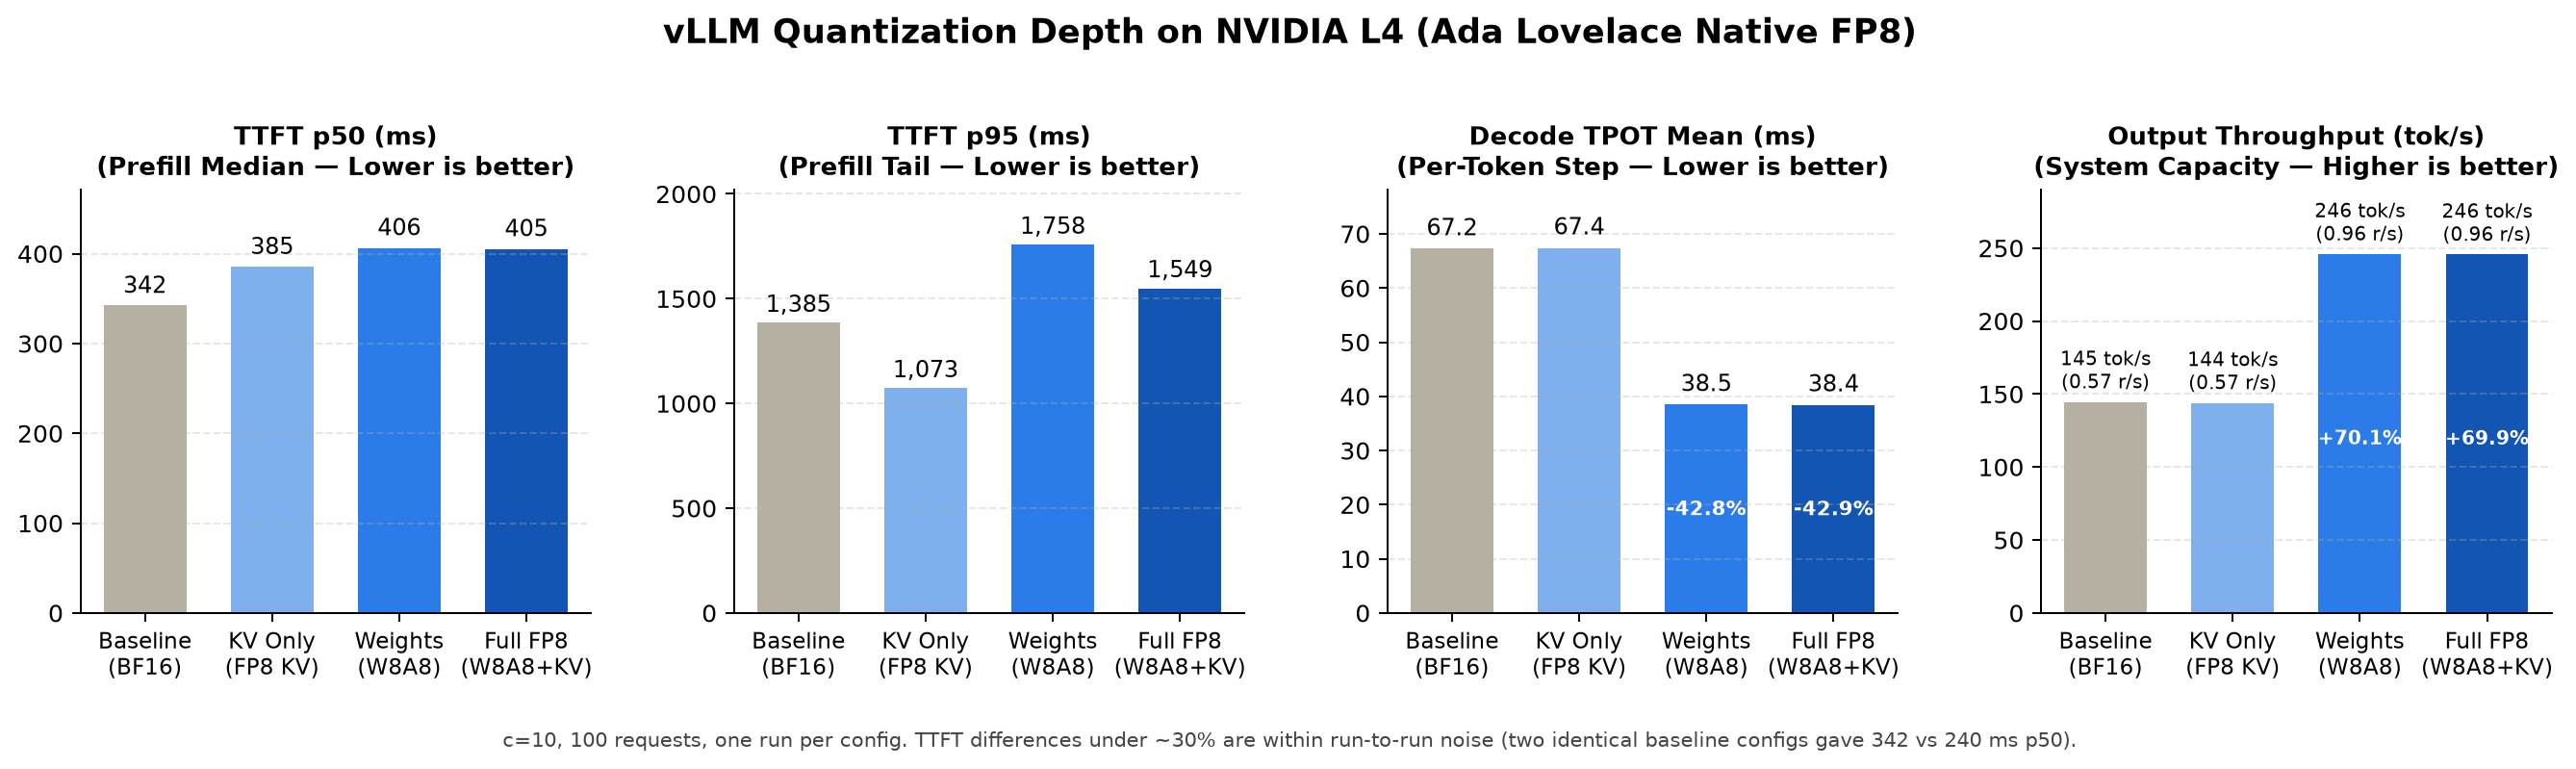 vLLM Quantization Depth on NVIDIA L4 (Ada Lovelace Native FP8)
TTFT p50 (ms)
(Prefill Median — Lower is better)
400
300
200
100
0
342
385
406
405
Baseline
(BF16)
KV Only
(FP8 KV)
Weights
(W8A8)
Full FP8
(W8A8+KV)
TTFT p95 (ms)
(Prefill Tail — Lower is better)
2000
1500
1000
500
0
1,385
1,073
1,758
1,549
Baseline
(BF16)
KV Only
(FP8 KV)
Weights
(W8A8)
Full FP8
(W8A8+KV)
Decode TPOT Mean (ms)
(Per-Token Step — Lower is better)
70
60
50
40
30
20
10
0
67.2
67.4
38.5
38.4
-42.8%
-42.9%
Baseline
(BF16)
KV Only
(FP8 KV)
Weights
(W8A8)
Full FP8
(W8A8+KV)
Output Throughput (tok/s)
(System Capacity — Higher is better)
250
200
150
100
50
0
145 tok/s
(0.57 r/s)
144 tok/s
(0.57 r/s)
246 tok/s
(0.96 r/s)
246 tok/s
(0.96 r/s)
+70.1%
+69.9%
Baseline
(BF16)
KV Only
(FP8 KV)
Weights
(W8A8)
Full FP8
(W8A8+KV)
c=10, 100 requests, one run per config. TTFT differences under ~30% are within run-to-run noise (two identical baseline configs gave 342 vs 240 ms p50).